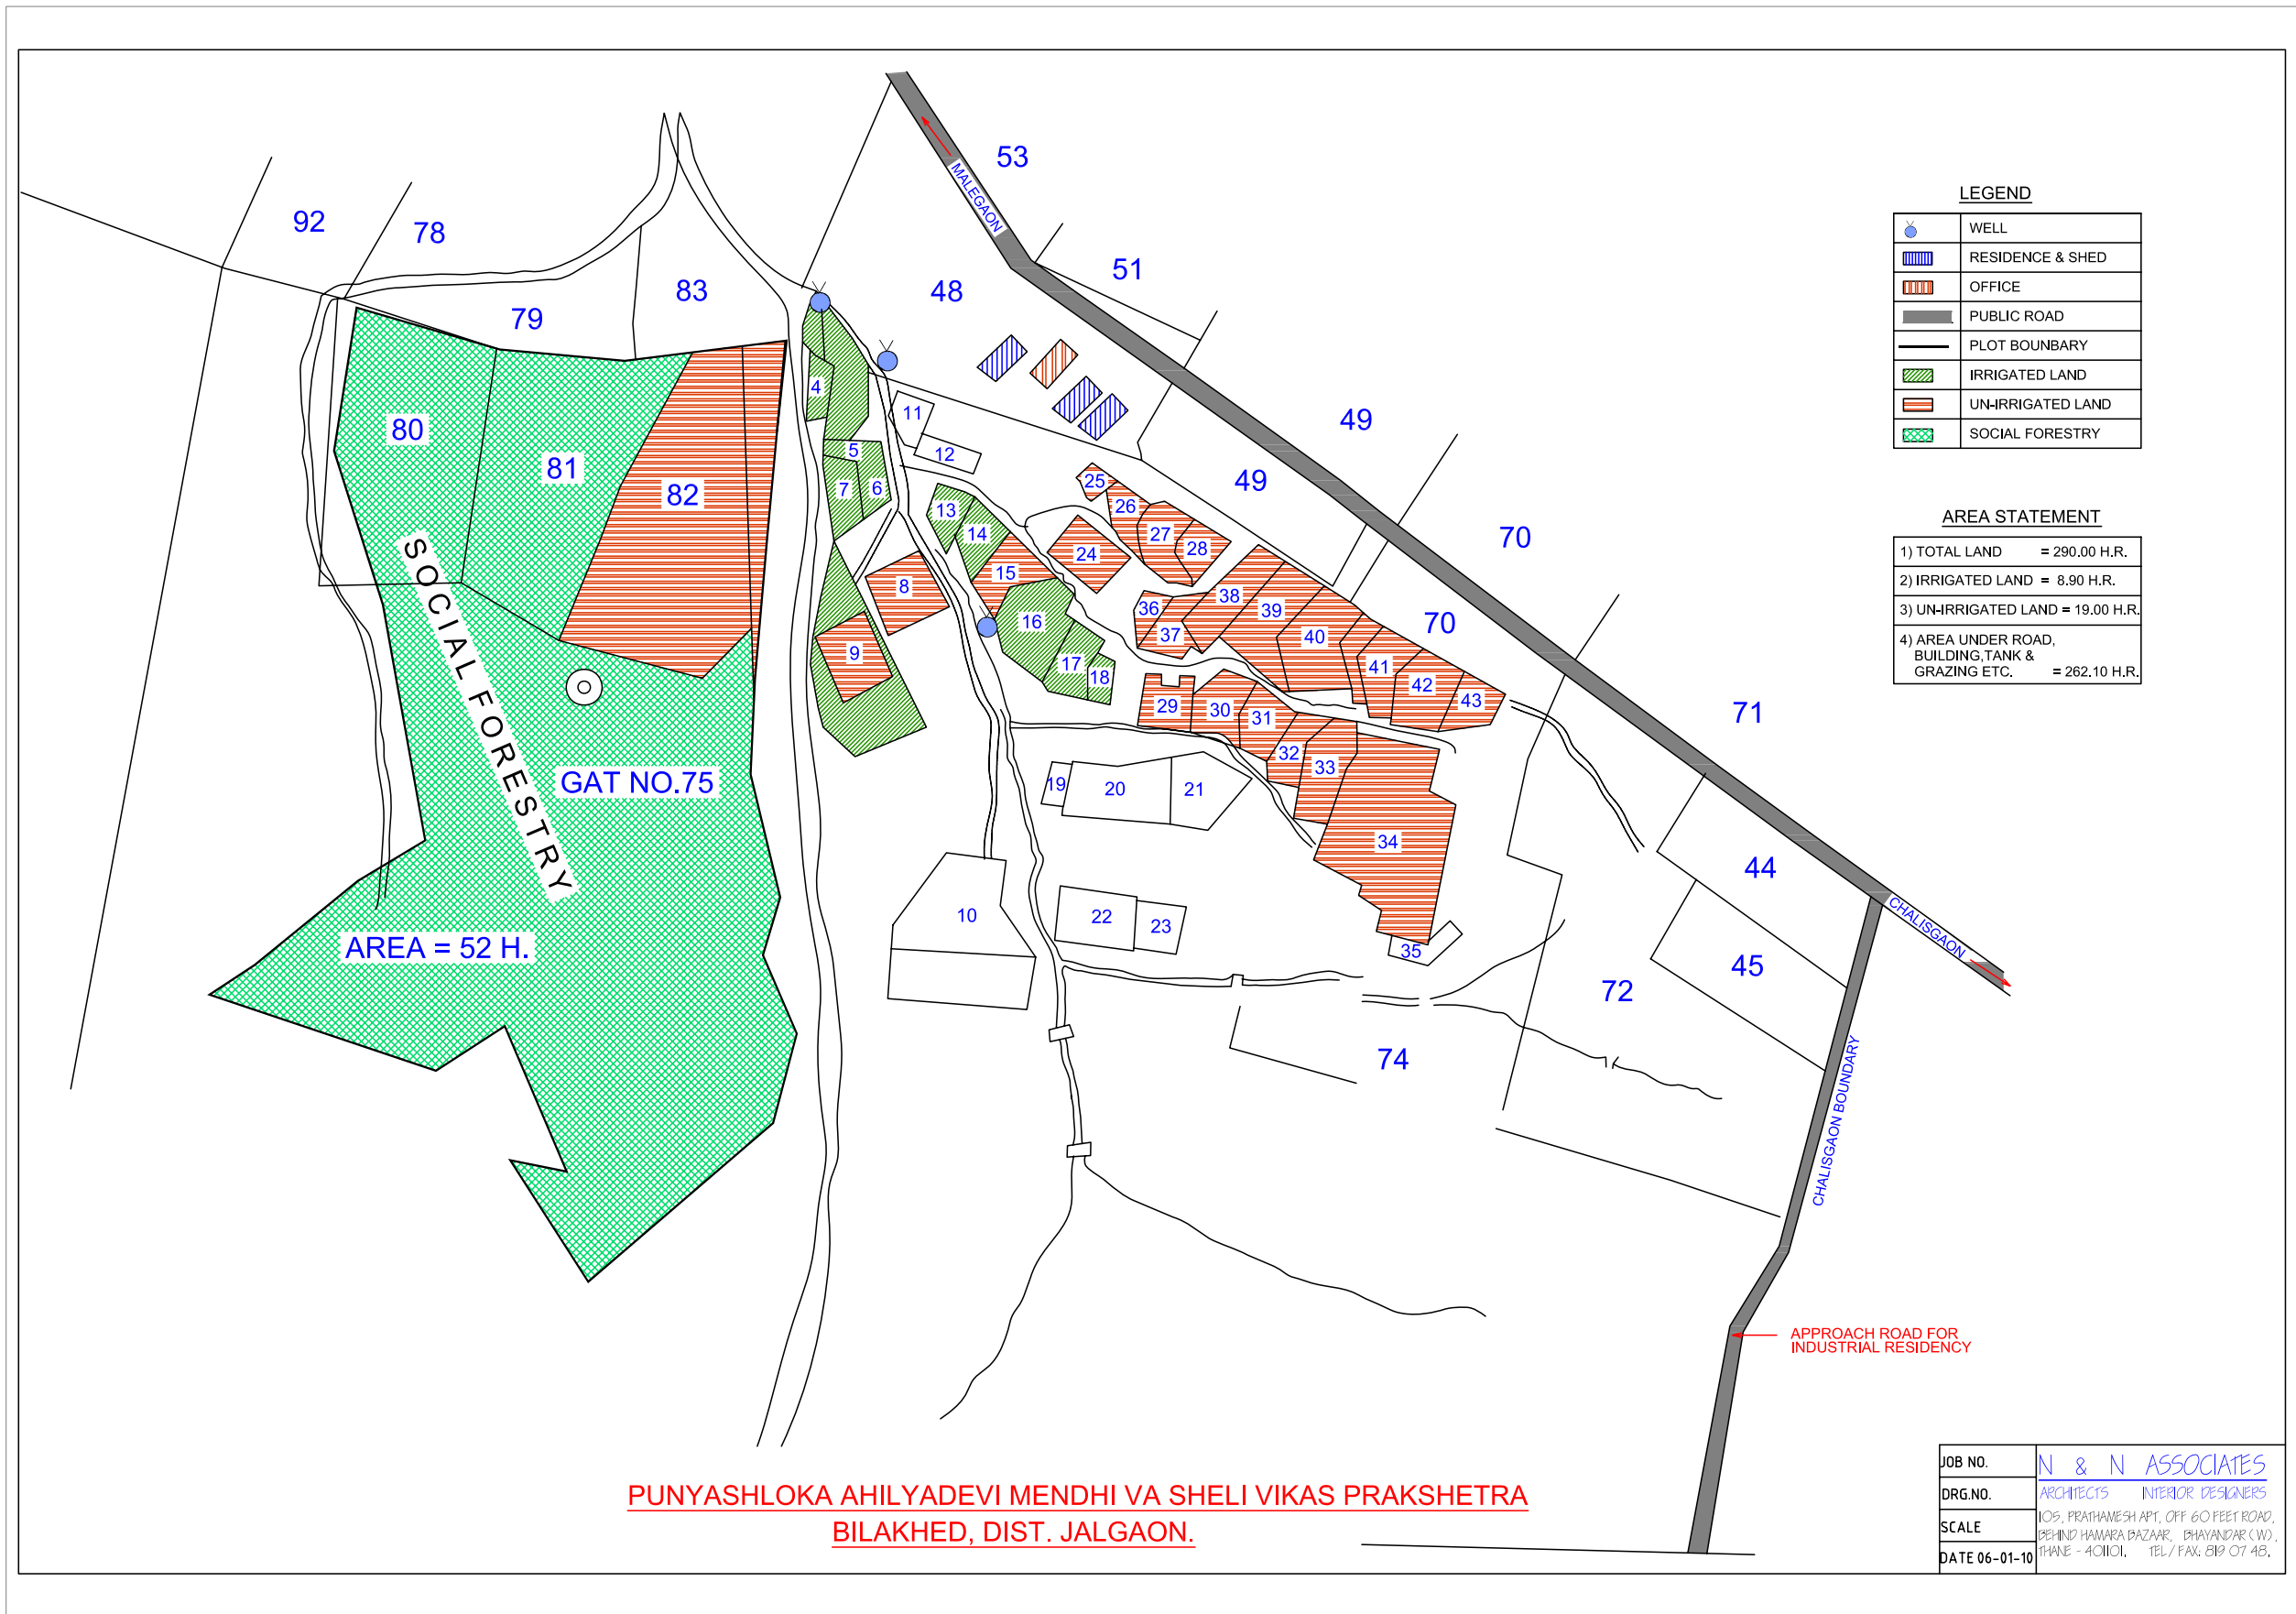 53
MALEGAON
92
78
51
83
48
79
49
49
80
81
82
4
11
12
5
7
6
13
14
25
26
27
28
24
15
8
16
9
17
18
36
37
38
39
40
70
70
41
42
43
29
30
31
32
33
34
71
19
20
21
10
22
23
35
44
45
72
74
SOCIAL FORESTRY
GAT NO.75
AREA = 52 H.
CHALISGAON
CHALISGAON BOUNDARY
APPROACH ROAD FOR
INDUSTRIAL RESIDENCY
LEGEND
WELL
RESIDENCE & SHED
OFFICE
PUBLIC ROAD
PLOT BOUNBARY
IRRIGATED LAND
UN-IRRIGATED LAND
SOCIAL FORESTRY
AREA STATEMENT
1) TOTAL LAND = 290.00 H.R.
2) IRRIGATED LAND = 8.90 H.R.
3) UN-IRRIGATED LAND = 19.00 H.R.
4) AREA UNDER ROAD,
BUILDING,TANK &
GRAZING ETC. = 262.10 H.R.
PUNYASHLOKA AHILYADEVI MENDHI VA SHELI VIKAS PRAKSHETRA
BILAKHED, DIST. JALGAON.
JOB NO.
DRG.NO.
SCALE
DATE 06-01-10
N & N ASSOCIATES
ARCHITECTS INTERIOR DESIGNERS
105, PRATHAMESH APT, OFF 60 FEET ROAD,
BEHIND HAMARA BAZAAR, BHAYANDAR (W),
THANE - 401101, TEL/ FAX: 819 07 48,